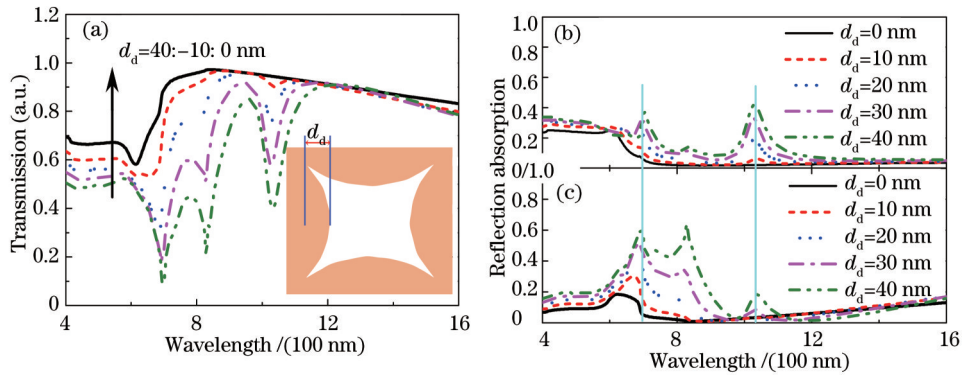 (a)
d_d=40:−10: 0 nm
Transmission (a.u.)
1.2
1.0
0.8
0.6
0.4
0.2
0
d_d
4
8
12
16
Wavelength /(100 nm)
(b)
d_d=0 nm
d_d=10 nm
d_d=20 nm
d_d=30 nm
d_d=40 nm
1.0
0.8
0.6
0.4
0.2
0/1.0
Reflection absorption
(c)
d_d=0 nm
d_d=10 nm
d_d=20 nm
d_d=30 nm
d_d=40 nm
0.8
0.6
0.4
0.2
0
4
8
12
16
Wavelength /(100 nm)